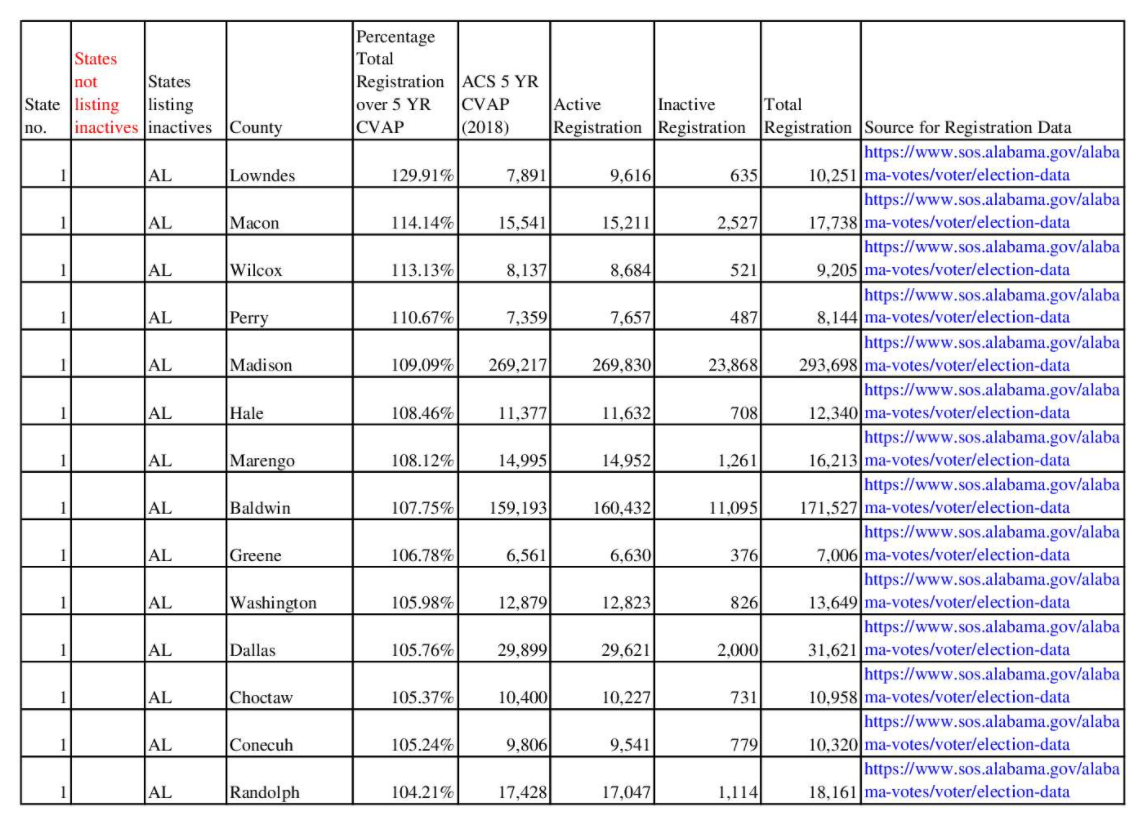 State no. States not listing inactives States listing inactives County Percentage Total Registration over 5 YR CVAP ACS 5 YR CVAP (2018) Active Registration Inactive Registration Total Registration Source for Registration Data
1 AL Lowndes 129.91% 7,891 9,616 635 10,251 https://www.sos.alabama.gov/alabama-votes/voter/election-data
1 AL Macon 114.14% 15,541 15,211 2,527 17,738 https://www.sos.alabama.gov/alabama-votes/voter/election-data
1 AL Wilcox 113.13% 8,137 8,684 521 9,205 https://www.sos.alabama.gov/alabama-votes/voter/election-data
1 AL Perry 110.67% 7,359 7,657 487 8,144 https://www.sos.alabama.gov/alabama-votes/voter/election-data
1 AL Madison 109.09% 269,217 269,830 23,868 293,698 https://www.sos.alabama.gov/alabama-votes/voter/election-data
1 AL Hale 108.46% 11,377 11,632 708 12,340 https://www.sos.alabama.gov/alabama-votes/voter/election-data
1 AL Marengo 108.12% 14,995 14,952 1,261 16,213 https://www.sos.alabama.gov/alabama-votes/voter/election-data
1 AL Baldwin 107.75% 159,193 160,432 11,095 171,527 https://www.sos.alabama.gov/alabama-votes/voter/election-data
1 AL Greene 106.78% 6,561 6,630 376 7,006 https://www.sos.alabama.gov/alabama-votes/voter/election-data
1 AL Washington 105.98% 12,879 12,823 826 13,649 https://www.sos.alabama.gov/alabama-votes/voter/election-data
1 AL Dallas 105.76% 29,899 29,621 2,000 31,621 https://www.sos.alabama.gov/alabama-votes/voter/election-data
1 AL Choctaw 105.37% 10,400 10,227 731 10,958 https://www.sos.alabama.gov/alabama-votes/voter/election-data
1 AL Conecuh 105.24% 9,806 9,541 779 10,320 https://www.sos.alabama.gov/alabama-votes/voter/election-data
1 AL Randolph 104.21% 17,428 17,047 1,114 18,161 https://www.sos.alabama.gov/alabama-votes/voter/election-data